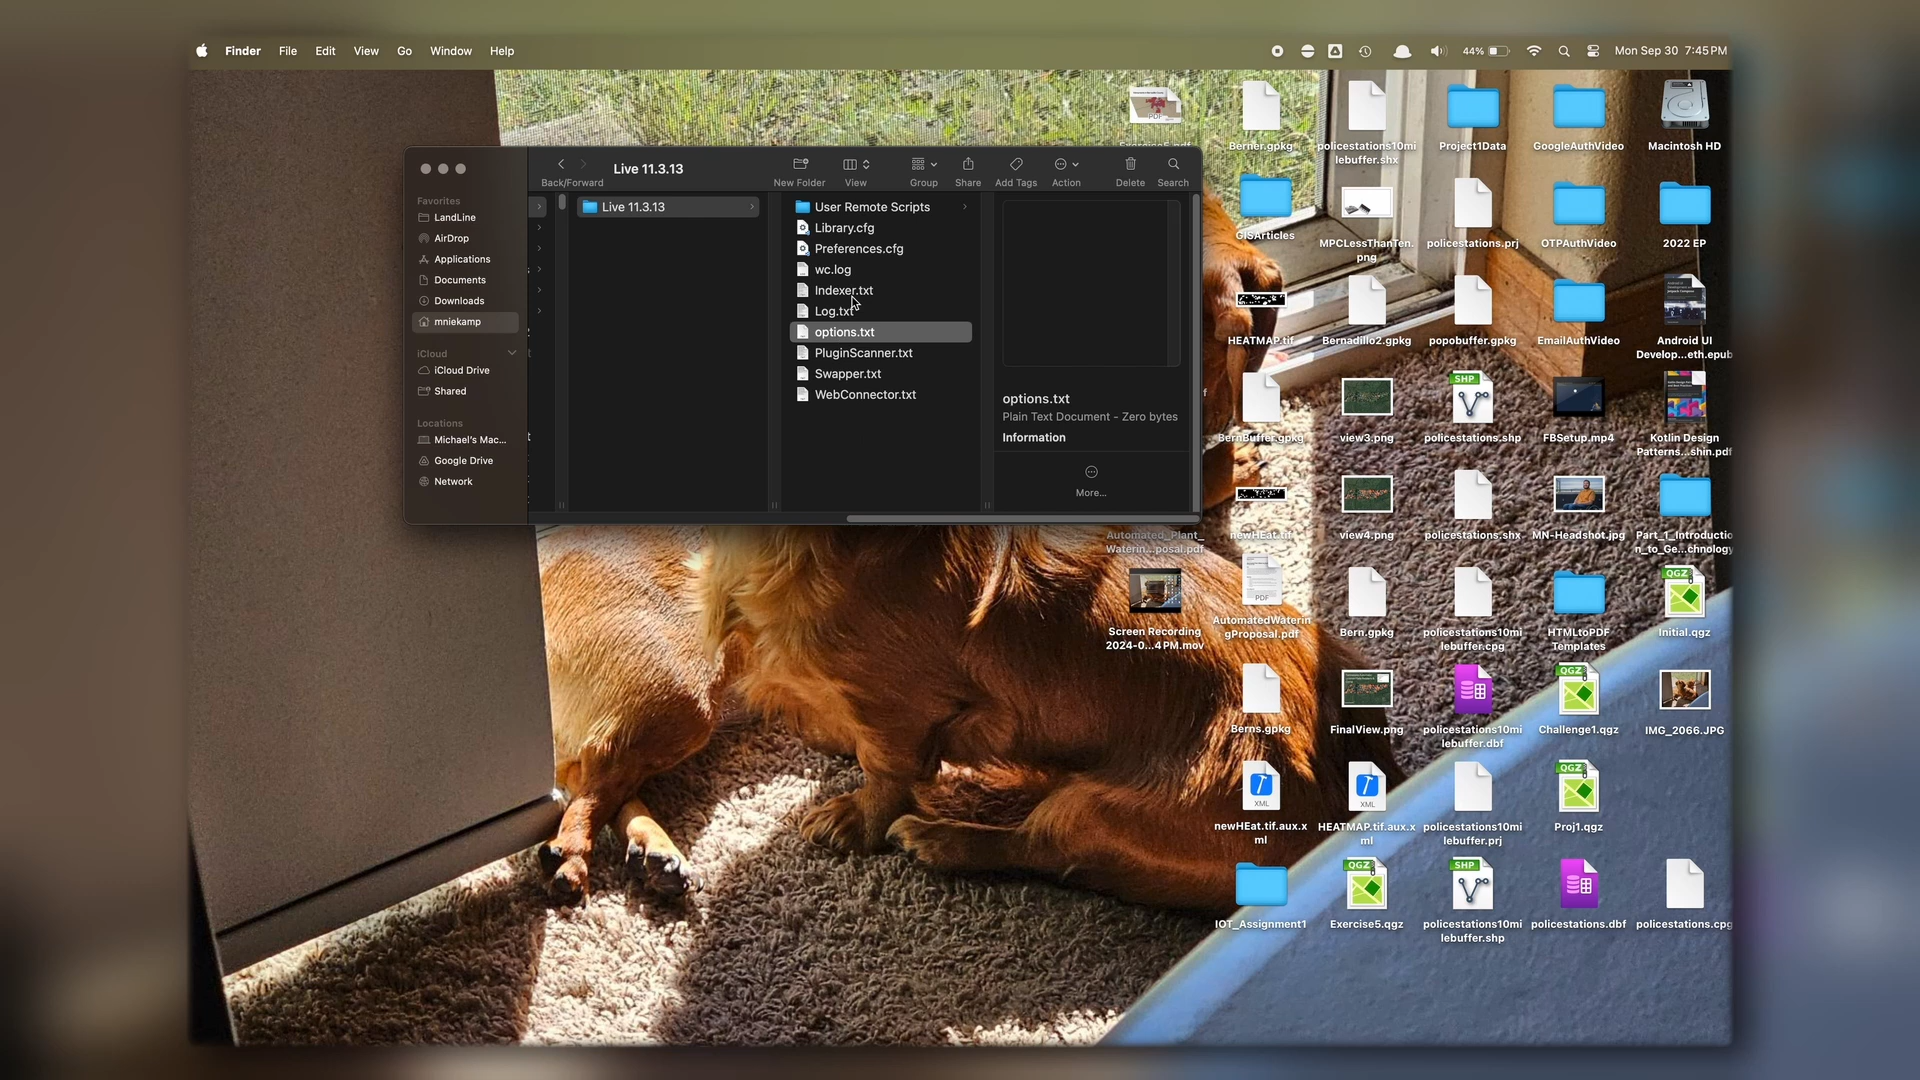 Finder File Edit View Go Window Help
44% Mon Sep 30 7:45 PM
Live 11.3.13
Back/Forward
New Folder View Group Share Add Tags Action Delete Search
Favorites
LandLine
AirDrop
Applications
Documents
Downloads
mniekamp
iCloud
iCloud Drive
Shared
Locations
Michael's Mac...
Google Drive
Network
Live 11.3.13
User Remote Scripts
Library.cfg
Preferences.cfg
wc.log
Indexer.txt
Log.txt
options.txt
PluginScanner.txt
Swapper.txt
WebConnector.txt
options.txt
Plain Text Document - Zero bytes
Information
More...
PDF
Berner.gpkg
policestations10mi
lebuffer.shx
Project1Data
GoogleAuthVideo
Macintosh HD
GISArticles
MPCLessThanTen.
png
policestations.prj
OTPAuthVideo
2022 EP
HEATMAP.tif
Bernadillo2.gpkg
popobuffer.gpkg
EmailAuthVideo
Android UI
Develop...eth.epub
BernBuffer.gpkg
view3.png
SHP
policestations.shp
FBSetup.mp4
Kotlin Design
Patterns...shin.pdf
Automated_Plant_
Waterin...posal.pdf
newHEat.tif
view4.png
policestations.shx
MN-Headshot.jpg
Part_1_Introductio
n_to_Ge...chnology
Screen Recording
2024-0...4 PM.mov
PDF
AutomatedWaterin
gProposal.pdf
Bern.gpkg
policestations10mi
lebuffer.cpg
HTMLtoPDF
Templates
QGZ
Initial.qgz
Berns.gpkg
FinalView.png
policestations10mi
lebuffer.dbf
QGZ
Challenge1.qgz
IMG_2066.JPG
XML
newHEat.tif.aux.x
ml
XML
HEATMAP.tif.aux.x
ml
policestations10mi
lebuffer.prj
QGZ
Proj1.qgz
IOT_Assignment1
QGZ
Exercise5.qgz
SHP
policestations10mi
lebuffer.shp
policestations.dbf
policestations.cpg